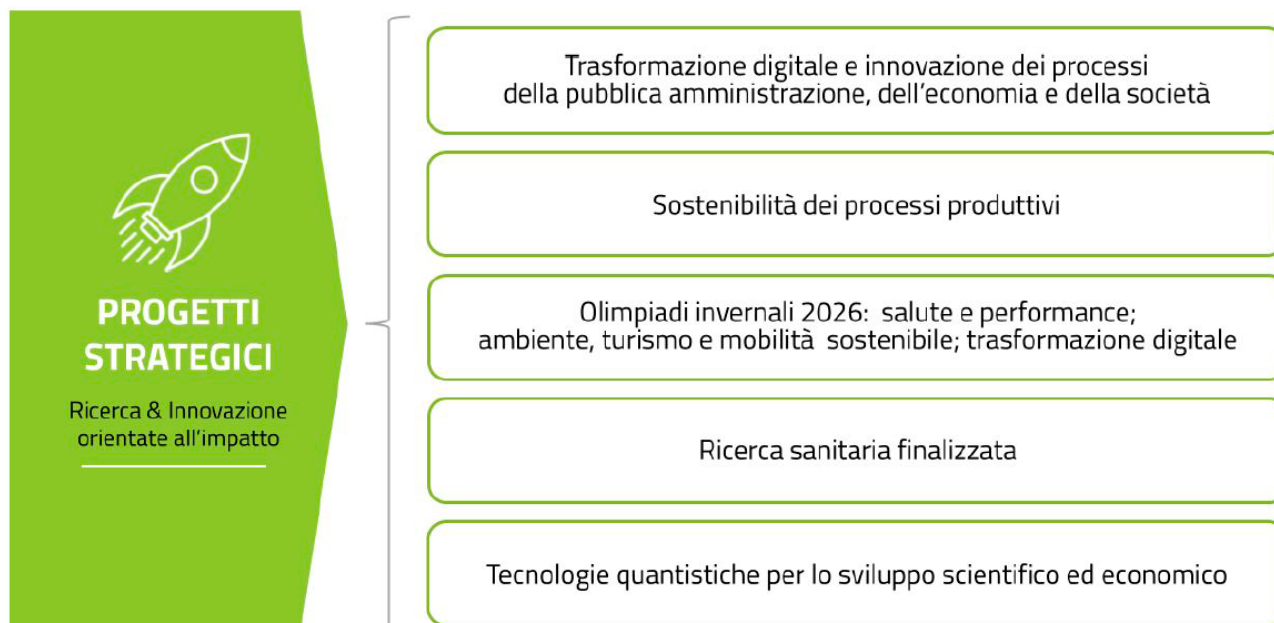 PROGETTI
STRATEGICI
Ricerca & Innovazione
orientate all'impatto
Trasformazione digitale e innovazione dei processi
della pubblica amministrazione, dell'economia e della società
Sostenibilità dei processi produttivi
Olimpiadi invernali 2026: salute e performance;
ambiente, turismo e mobilità sostenibile; trasformazione digitale
Ricerca sanitaria finalizzata
Tecnologie quantistiche per lo sviluppo scientifico ed economico